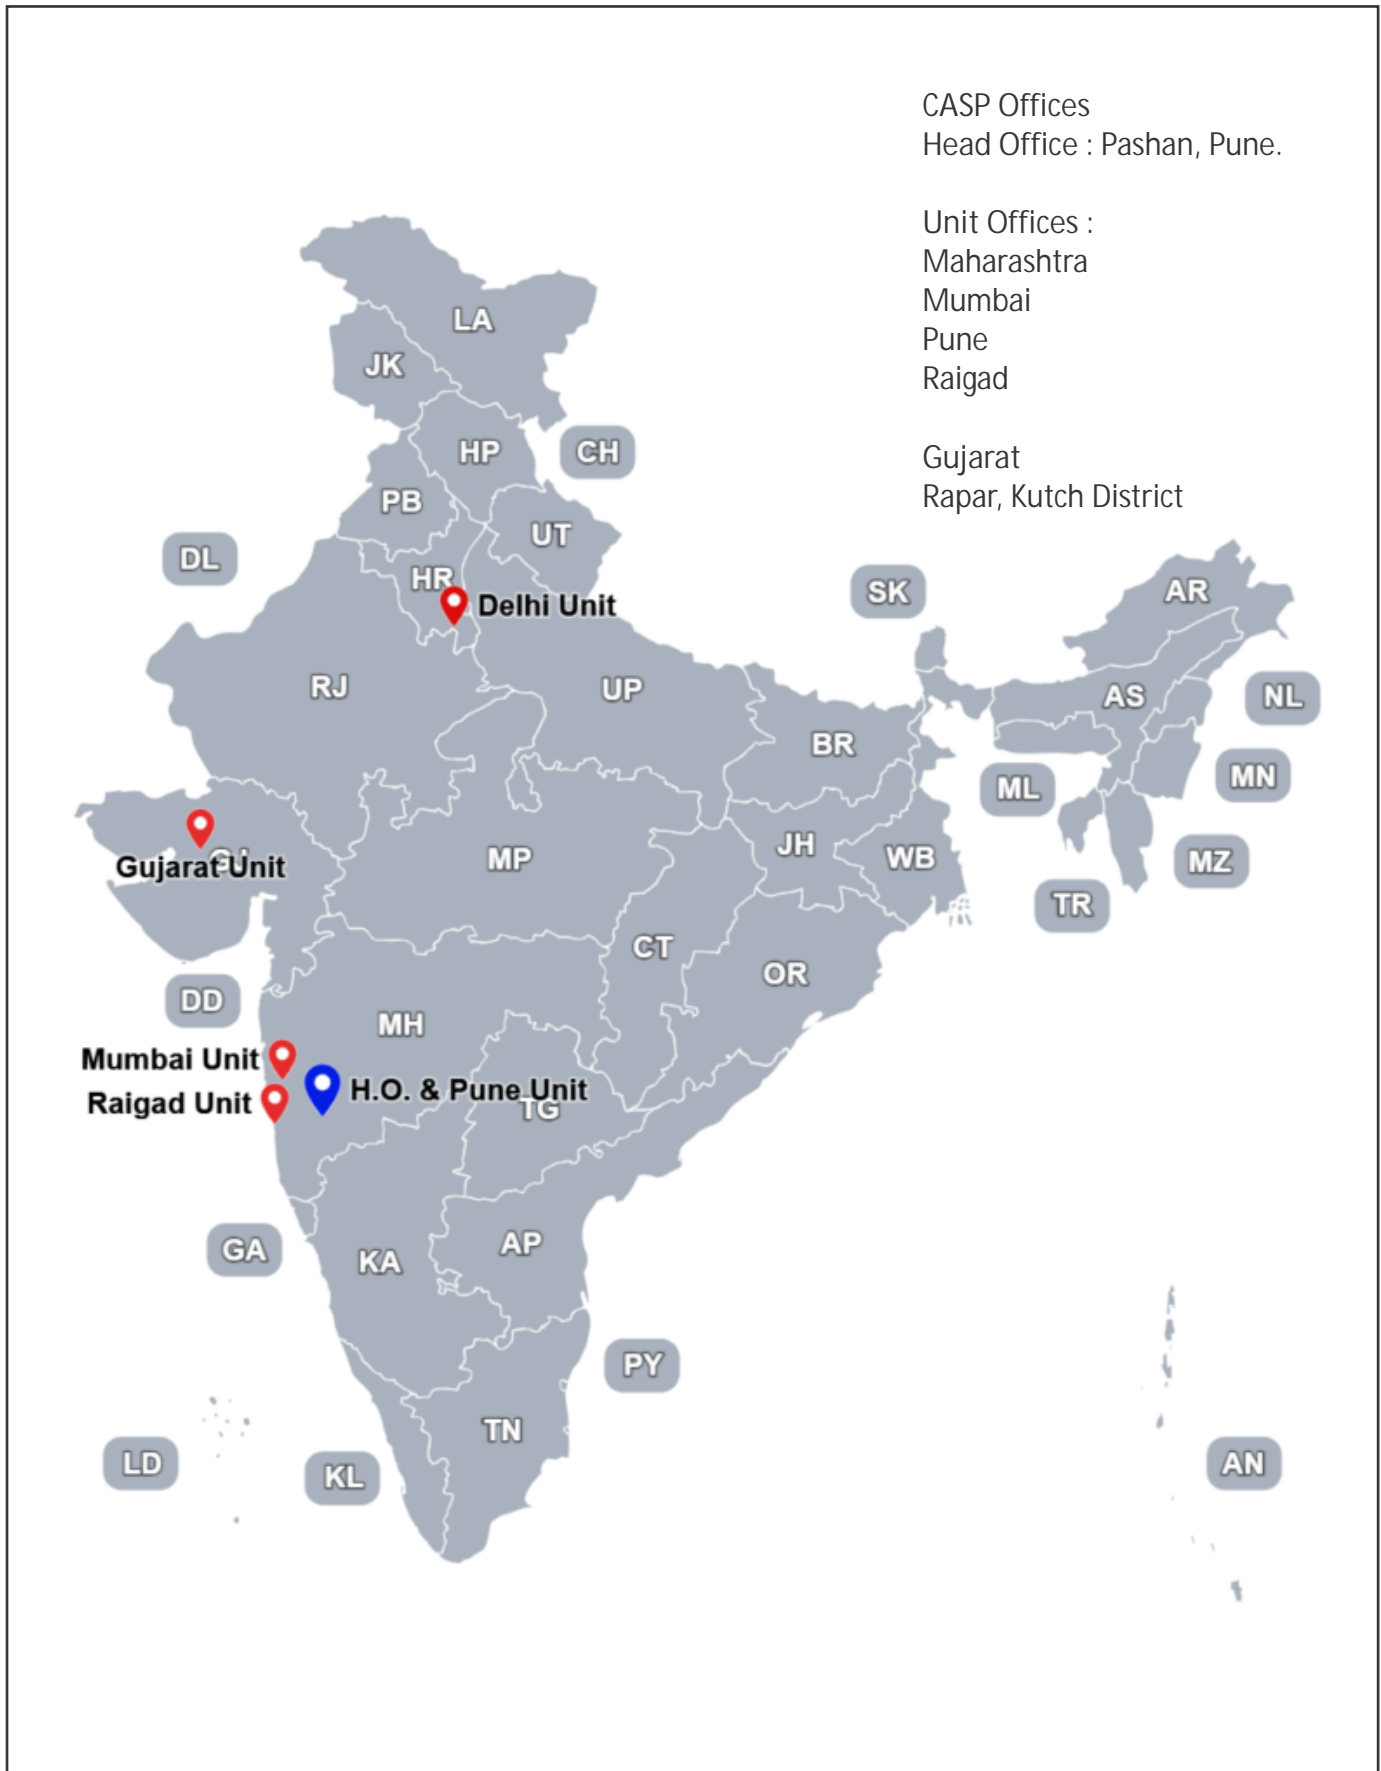 CASP Offices
Head Office : Pashan, Pune.
Unit Offices :
Maharashtra
Mumbai
Pune
Raigad
Gujarat
Rapar, Kutch District
LA
JK
HP
CH
PB
UT
DL
HR
Delhi Unit
SK
AR
RJ
UP
AS
NL
BR
ML
MN
GJ
Gujarat Unit
MP
JH
WB
MZ
TR
CT
OR
DD
MH
Mumbai Unit
H.O. & Pune Unit
Raigad Unit
TG
GA
KA
AP
PY
TN
LD
KL
AN